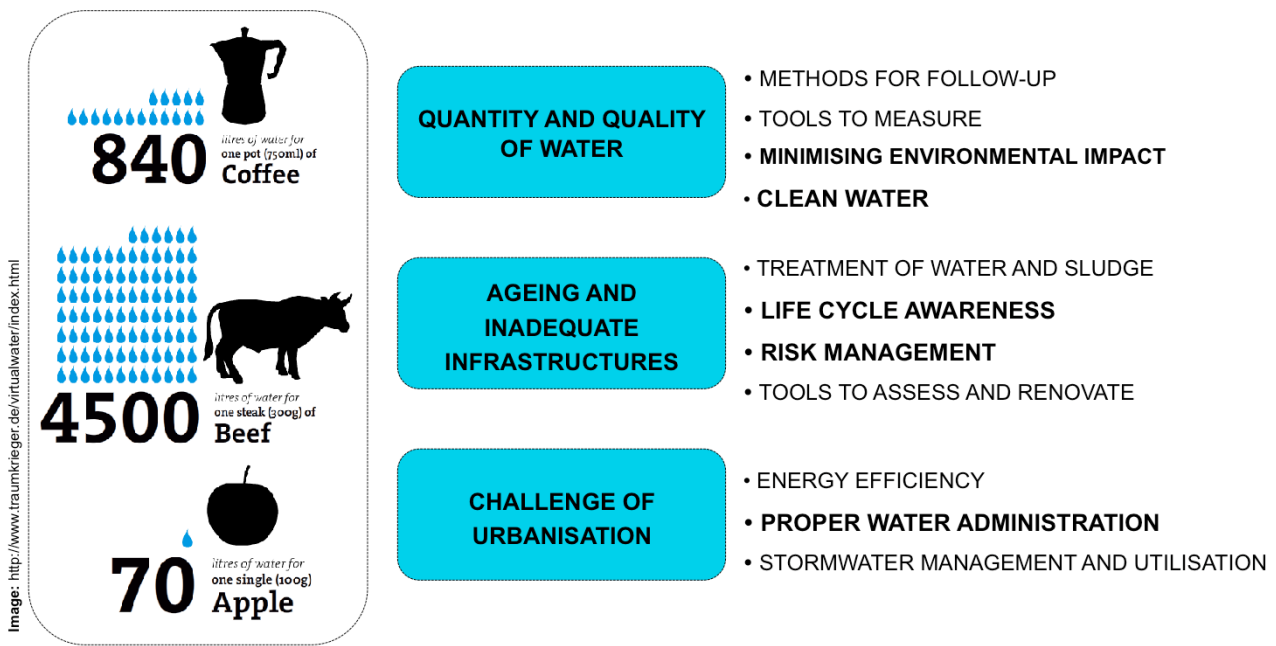 840
litres of water for
one pot (750ml) of
Coffee
4500
litres of water for
one steak (300g) of
Beef
70
litres of water for
one single (100g)
Apple
Image: http://www.traumkrieger.de/virtualwater/index.html
QUANTITY AND QUALITY
OF WATER
• METHODS FOR FOLLOW-UP
• TOOLS TO MEASURE
• MINIMISING ENVIRONMENTAL IMPACT
• CLEAN WATER
AGEING AND
INADEQUATE
INFRASTRUCTURES
• TREATMENT OF WATER AND SLUDGE
• LIFE CYCLE AWARENESS
• RISK MANAGEMENT
• TOOLS TO ASSESS AND RENOVATE
CHALLENGE OF
URBANISATION
• ENERGY EFFICIENCY
• PROPER WATER ADMINISTRATION
• STORMWATER MANAGEMENT AND UTILISATION